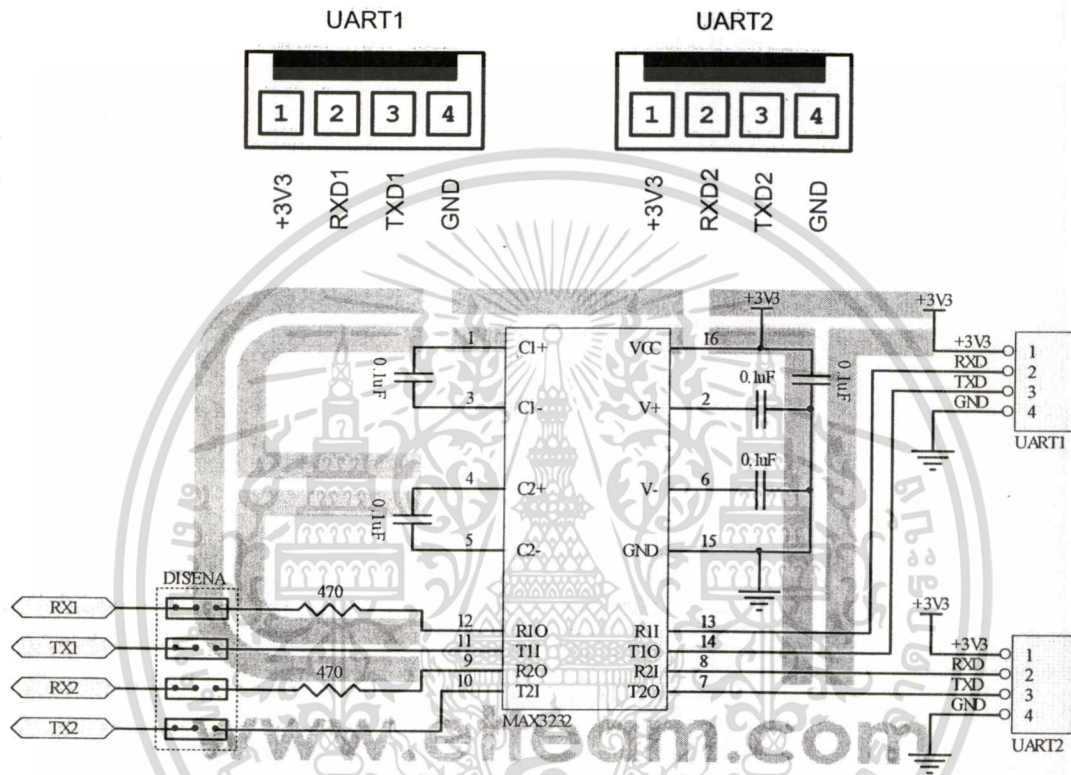 UART1
UART2
1 2 3 4
1 2 3 4
+3V3
RXD1
TXD1
GND
+3V3
RXD2
TXD2
GND
+3V3
+3V3
1
C1+
VCC
16
0.1uF
3
C1-
0.1uF
2
V+
0.1uF
+3V3
RXD
TXD
GND
1
2
3
4
UART1
4
C2+
0.1uF
5
C2-
0.1uF
6
V-
15
GND
DISENA
RX1
TX1
RX2
TX2
470
470
12
11
9
10
R1O
T1I
R2O
T2I
R1I
T1O
R2I
T2O
13
14
8
7
MAX3232
+3V3
+3V3
RXD
TXD
GND
1
2
3
4
UART2
www.etteam.com